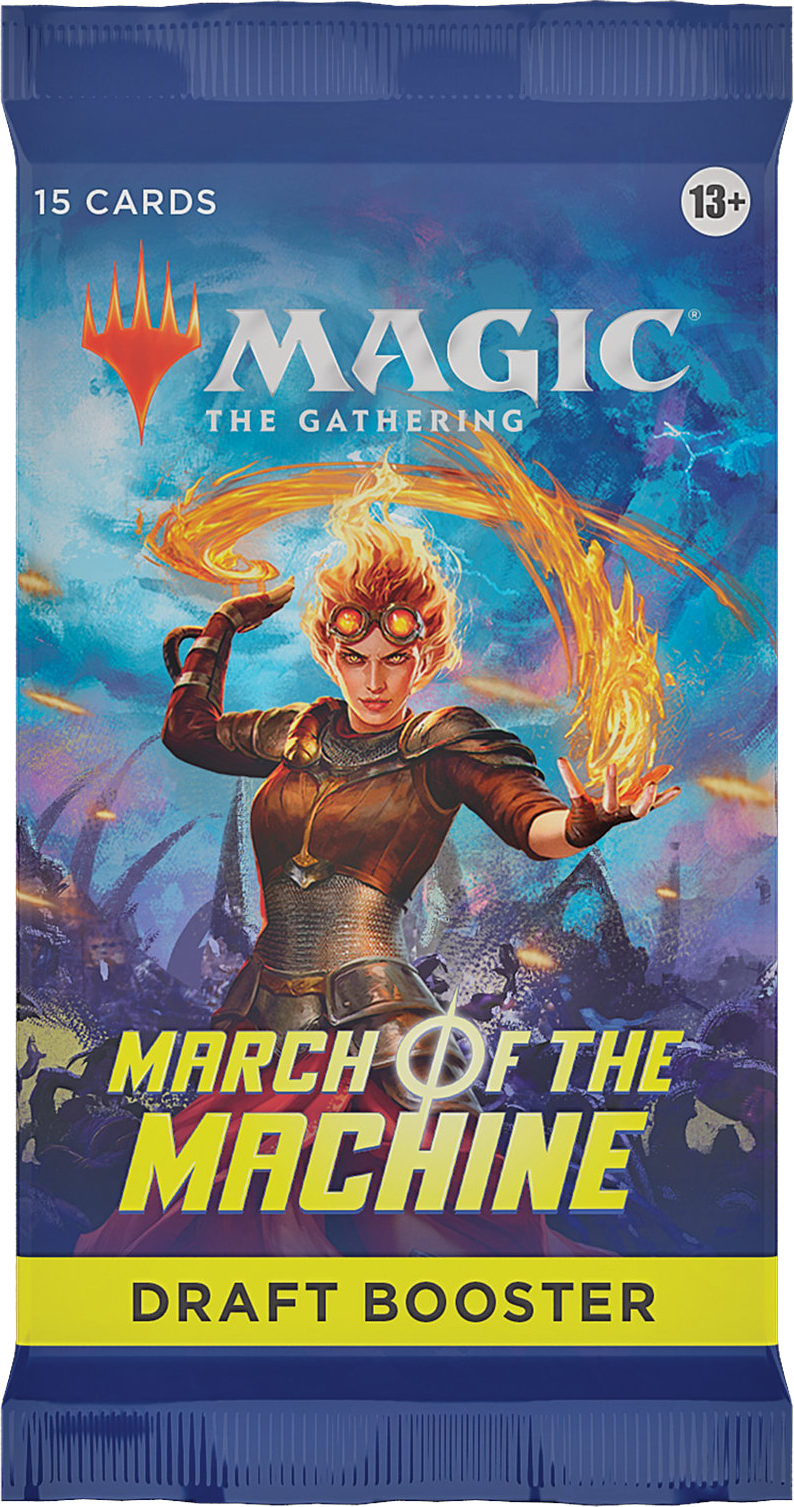 15 CARDS
13+
MAGIC®
THE GATHERING
MARCH OF THE
MACHINE
DRAFT BOOSTER